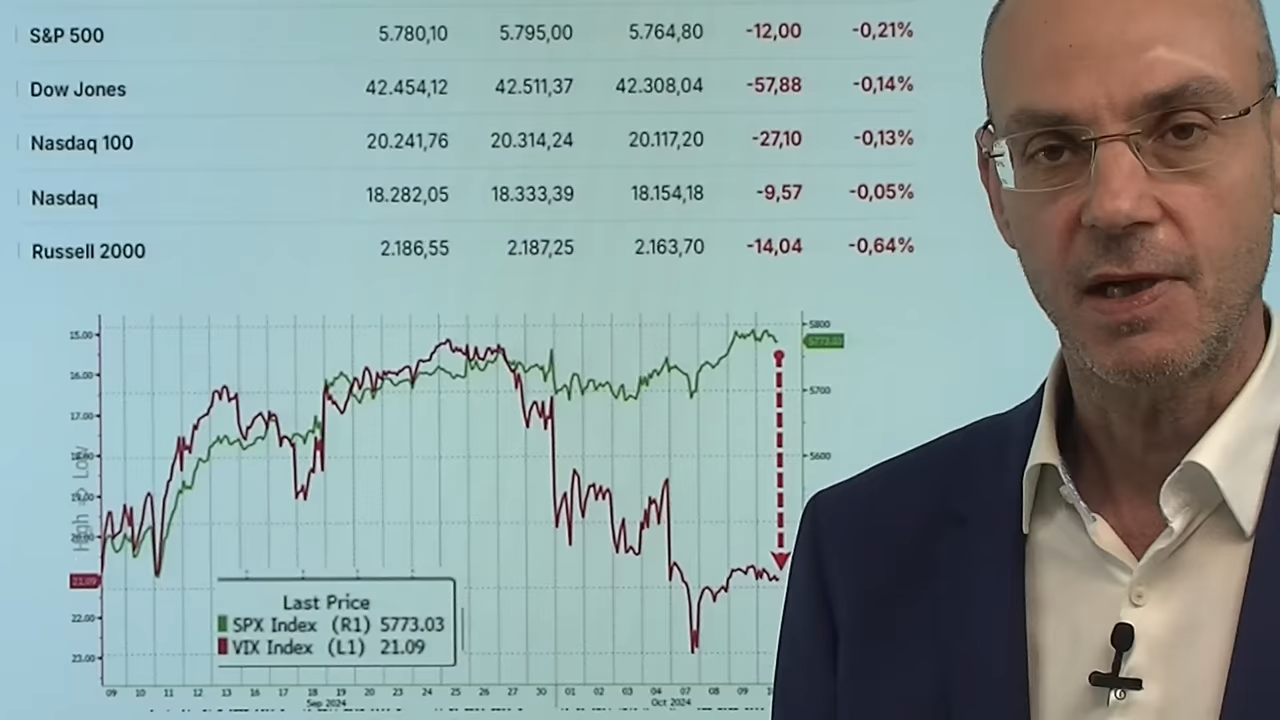 S&P 500 5.780,10 5.795,00 5.764,80 -12,00 -0,21%
Dow Jones 42.454,12 42.511,37 42.308,04 -57,88 -0,14%
Nasdaq 100 20.241,76 20.314,24 20.117,20 -27,10 -0,13%
Nasdaq 18.282,05 18.333,39 18.154,18 -9,57 -0,05%
Russell 2000 2.186,55 2.187,25 2.163,70 -14,04 -0,64%
15.00
5800
5773.03
16.00
5700
17.00
18.00
5600
19.00
21.09
22.00
23.00
Last Price
SPX Index (R1) 5773.03
VIX Index (L1) 21.09
09 10 11 12 13 16 17 18 19 20 23 24 25 26 27 30 01 02 03 04 07 08 09
Sep 2024 Oct 2024